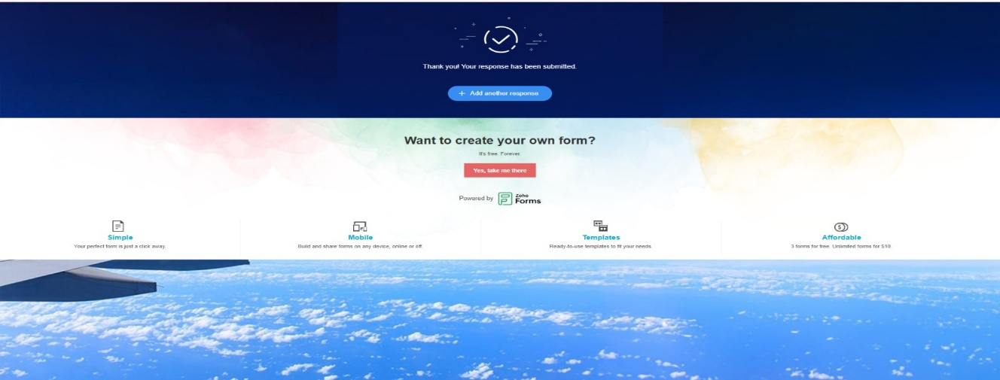 Thank you! Your response has been submitted.
+ Add another response
Want to create your own form?
It's free. Forever.
Yes, take me there
Powered by Zoho Forms
Simple
Your perfect form is just a click away.
Mobile
Build and share forms on any device, online or off.
Templates
Ready-to-use templates to fit your needs.
Affordable
3 forms for free. Unlimited forms for $10.